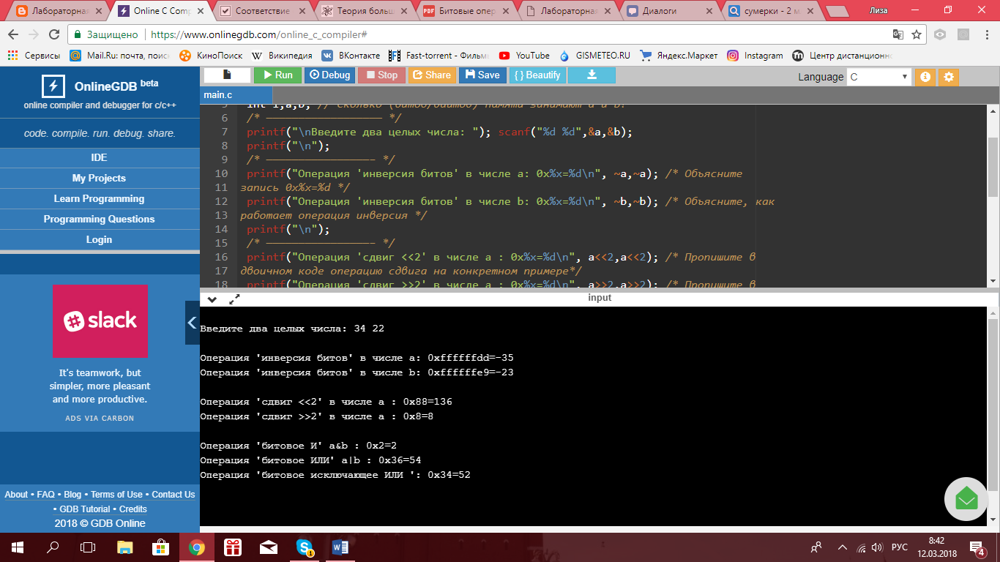 Лабораторная
Online C Comp
Соответствие
Теория больш
Битовые опер
Лабораторная
Диалоги
сумерки - 2 м
Лиза
Защищено
https://www.onlinegdb.com/online_c_compiler#
Сервисы
Mail.Ru: почта, поиск
КиноПоиск
Википедия
ВКонтакте
Fast-torrent - Фильмы
YouTube
GISMETEO.RU
Яндекс.Маркет
Instagram
Центр дистанционно
OnlineGDB beta
online compiler and debugger for c/c++
code. compile. run. debug. share.
IDE
My Projects
Learn Programming
Programming Questions
Login
slack
It's teamwork, but
simpler, more pleasant
and more productive.
ADS VIA CARBON
About • FAQ • Blog • Terms of Use • Contact Us
• GDB Tutorial • Credits
2018 © GDB Online
Run
Debug
Stop
Share
Save
{ } Beautify
Language C
main.c
5 int i,a,b; // Сколько (битов/байтов) памяти занимают a и b?
6 /* ———————————————— */
7 printf("\nВведите два целых числа: "); scanf("%d %d",&a,&b);
8 printf("\n");
9 /* ———————————————– */
10 printf("Операция 'инверсия битов' в числе a: 0x%x=%d\n", ~a,~a); /* Объясните
11 запись 0x%x=%d */
12 printf("Операция 'инверсия битов' в числе b: 0x%x=%d\n", ~b,~b); /* Объясните, как
13 работает операция инверсия */
14 printf("\n");
15 /* ———————————————– */
16 printf("Операция 'сдвиг <<2' в числе a : 0x%x=%d\n", a<<2,a<<2); /* Пропишите в
17 двоичном коде операцию сдвига на конкретном примере*/
18 printf("Операция 'сдвиг >>2' в числе a : 0x%x=%d\n", a>>2,a>>2); /* Пропишите в
input
Введите два целых числа: 34 22
Операция 'инверсия битов' в числе a: 0xffffffdd=-35
Операция 'инверсия битов' в числе b: 0xffffffe9=-23
Операция 'сдвиг <<2' в числе a : 0x88=136
Операция 'сдвиг >>2' в числе a : 0x8=8
Операция 'битовое И' a&b : 0x2=2
Операция 'битовое ИЛИ' a|b : 0x36=54
Операция 'битовое исключающее ИЛИ ': 0x34=52
РУС
8:42
12.03.2018
4